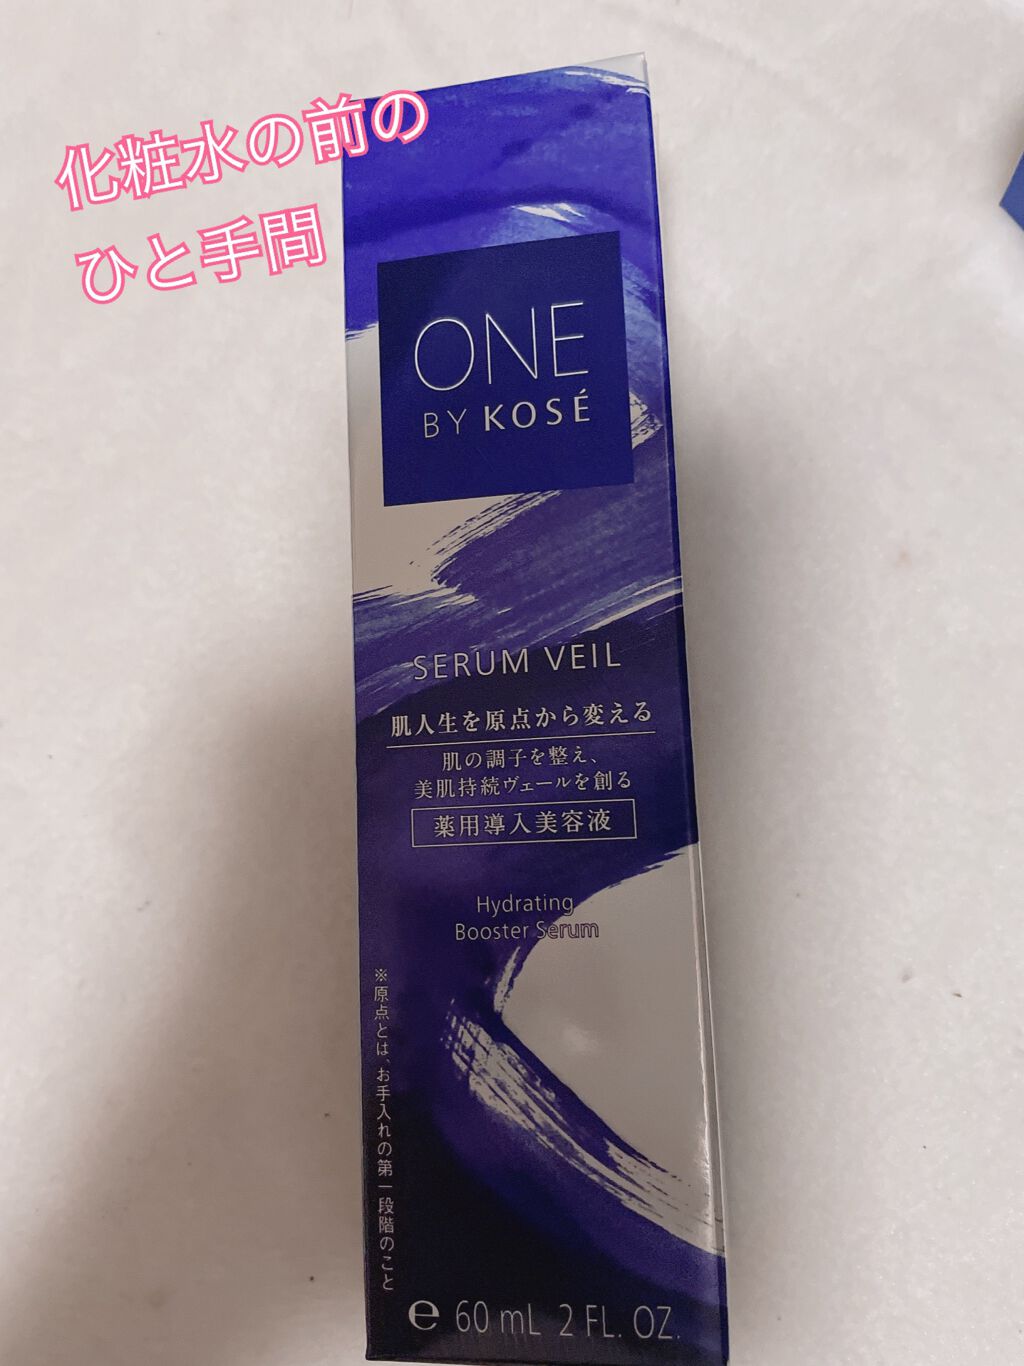 化粧水の前の
ひと手間
ONE
BY KOSÉ
SERUM VEIL
肌人生を原点から変える
肌の調子を整え、
美肌持続ヴェールを創る
薬用導入美容液
Hydrating
Booster Serum
※原点とは、お手入れの第一段階のこと
℮ 60 mL 2 FL. OZ.